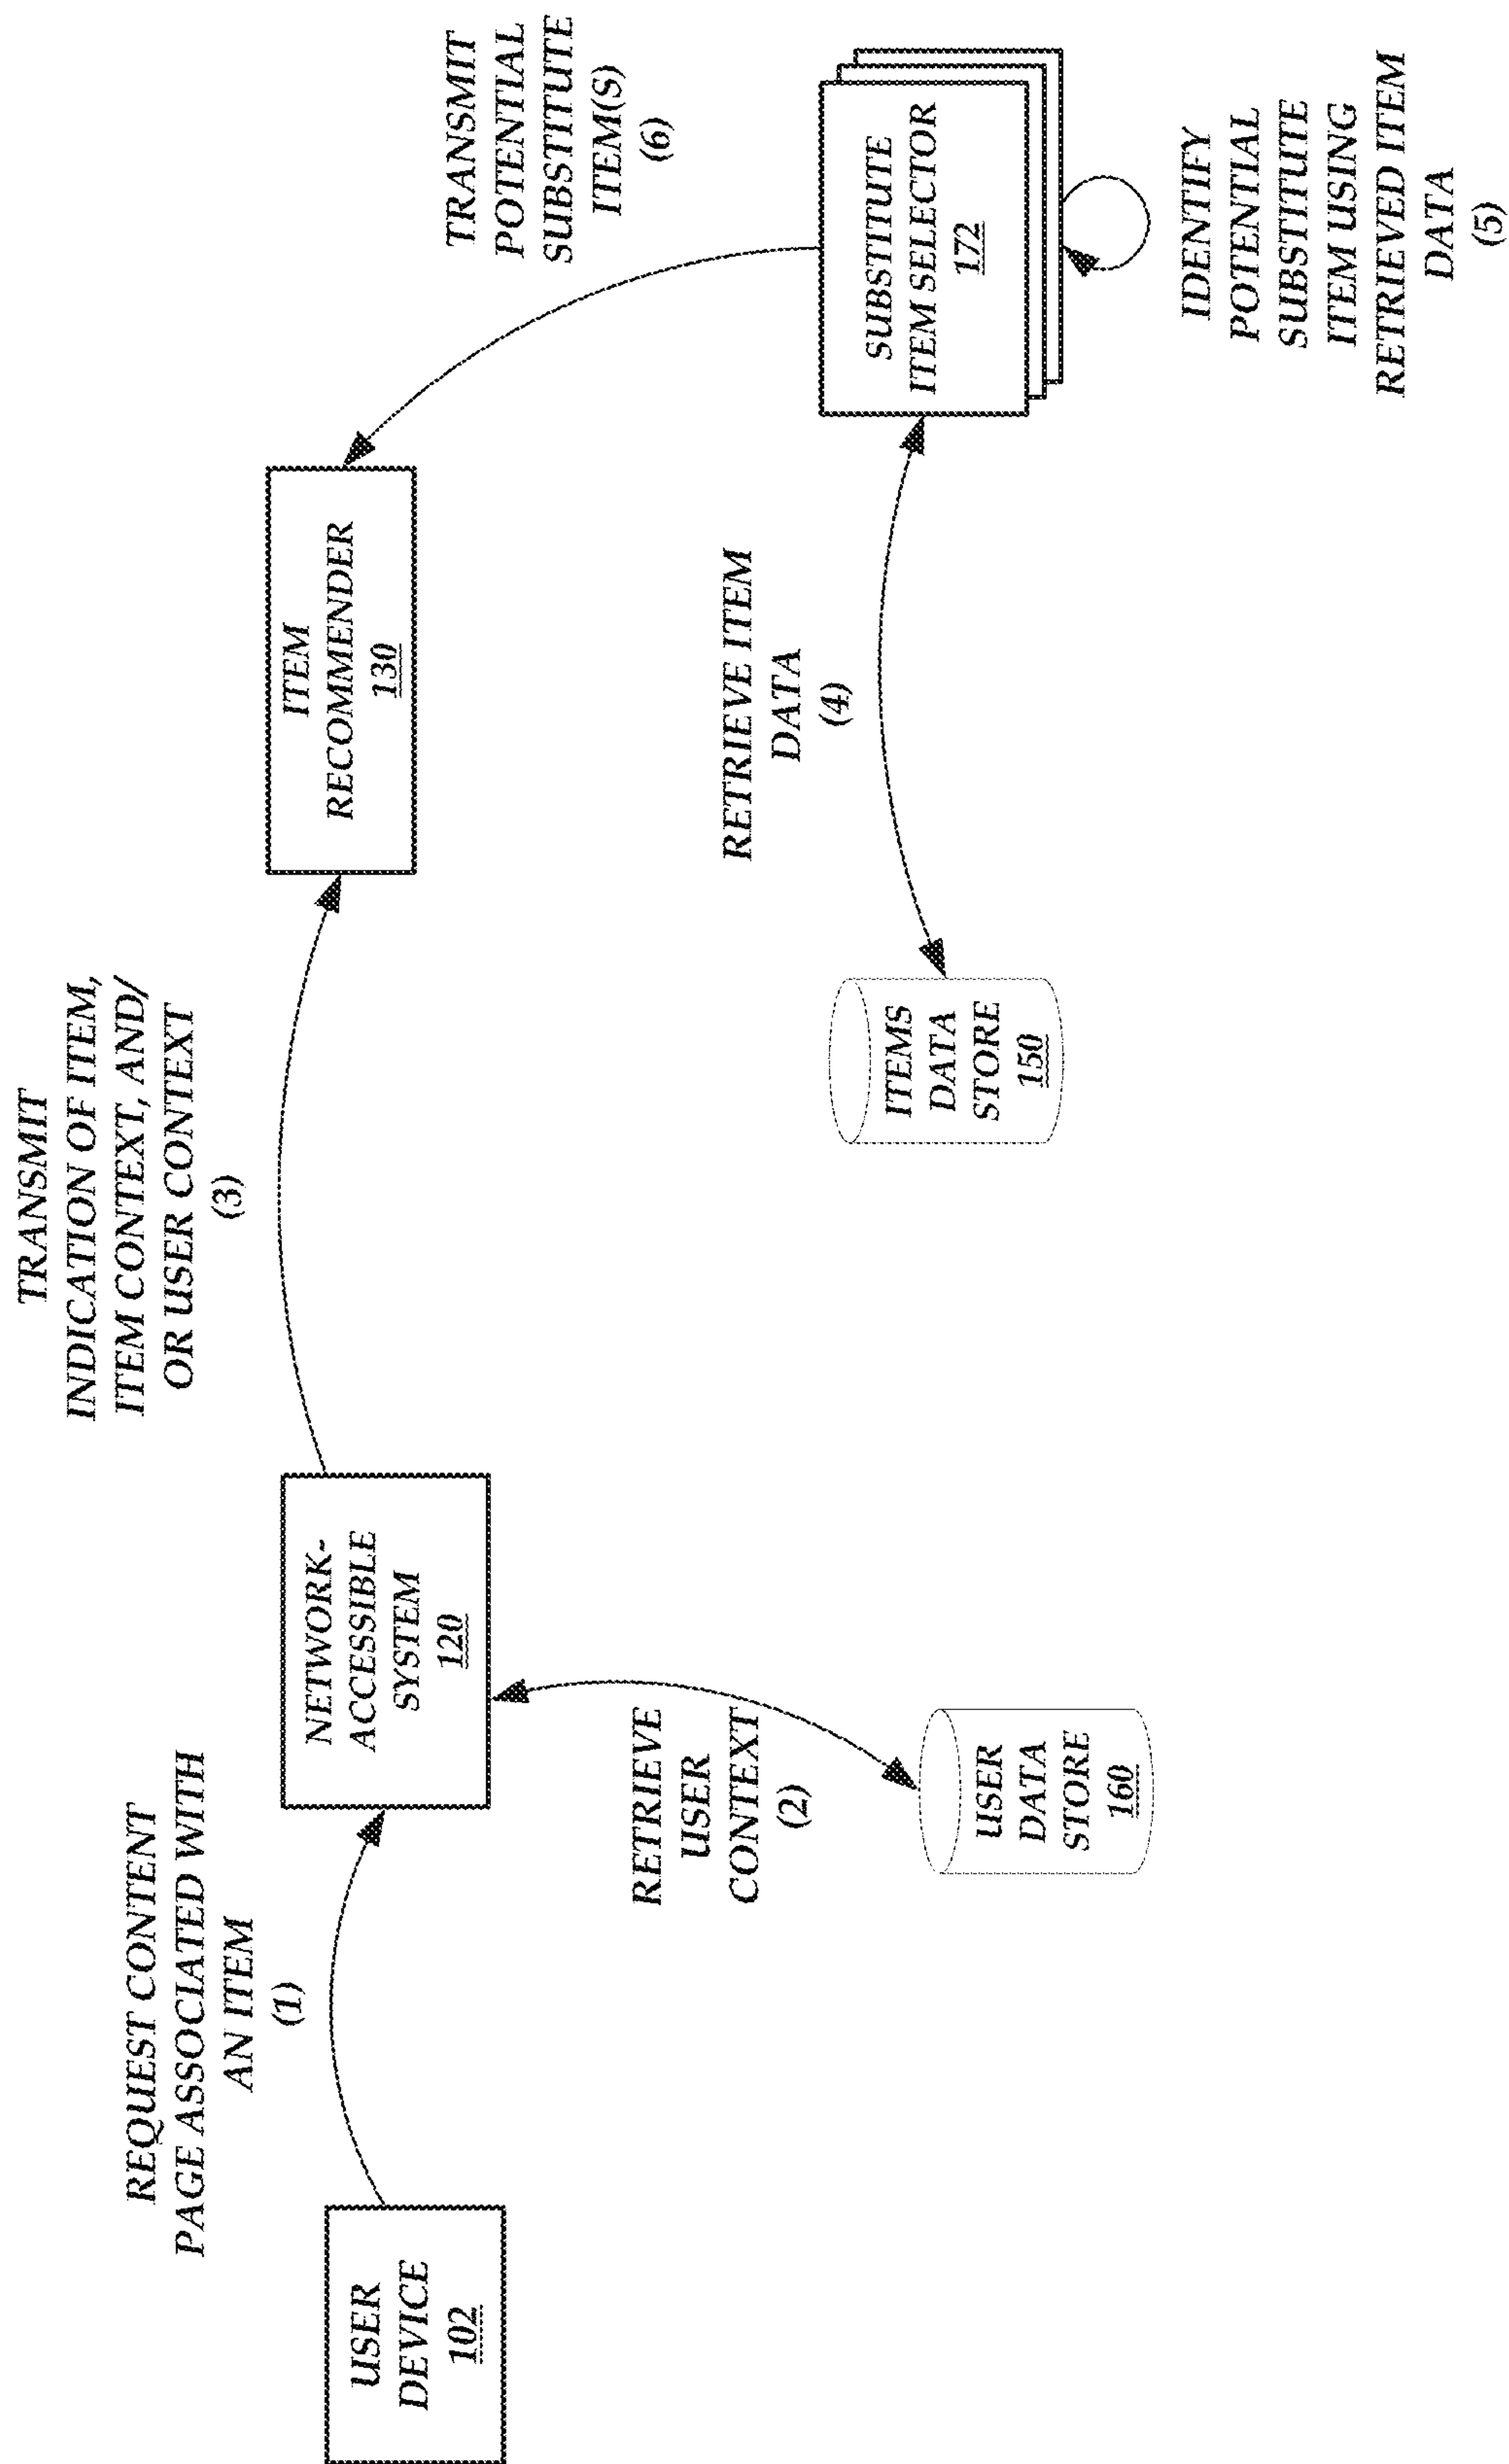 USER
DEVICE
102
REQUEST CONTENT
PAGE ASSOCIATED WITH
AN ITEM
(1)
NETWORK-
ACCESSIBLE
SYSTEM
120
RETRIEVE
USER
CONTEXT
(2)
USER
DATA
STORE
160
TRANSMIT
INDICATION OF ITEM,
ITEM CONTEXT, AND/
OR USER CONTEXT
(3)
ITEM
RECOMMENDER
130
ITEMS
DATA
STORE
150
RETRIEVE ITEM
DATA
(4)
SUBSTITUTE
ITEM SELECTOR
172
IDENTIFY
POTENTIAL
SUBSTITUTE
ITEM USING
RETRIEVED ITEM
DATA
(5)
TRANSMIT
POTENTIAL
SUBSTITUTE
ITEM(S)
(6)